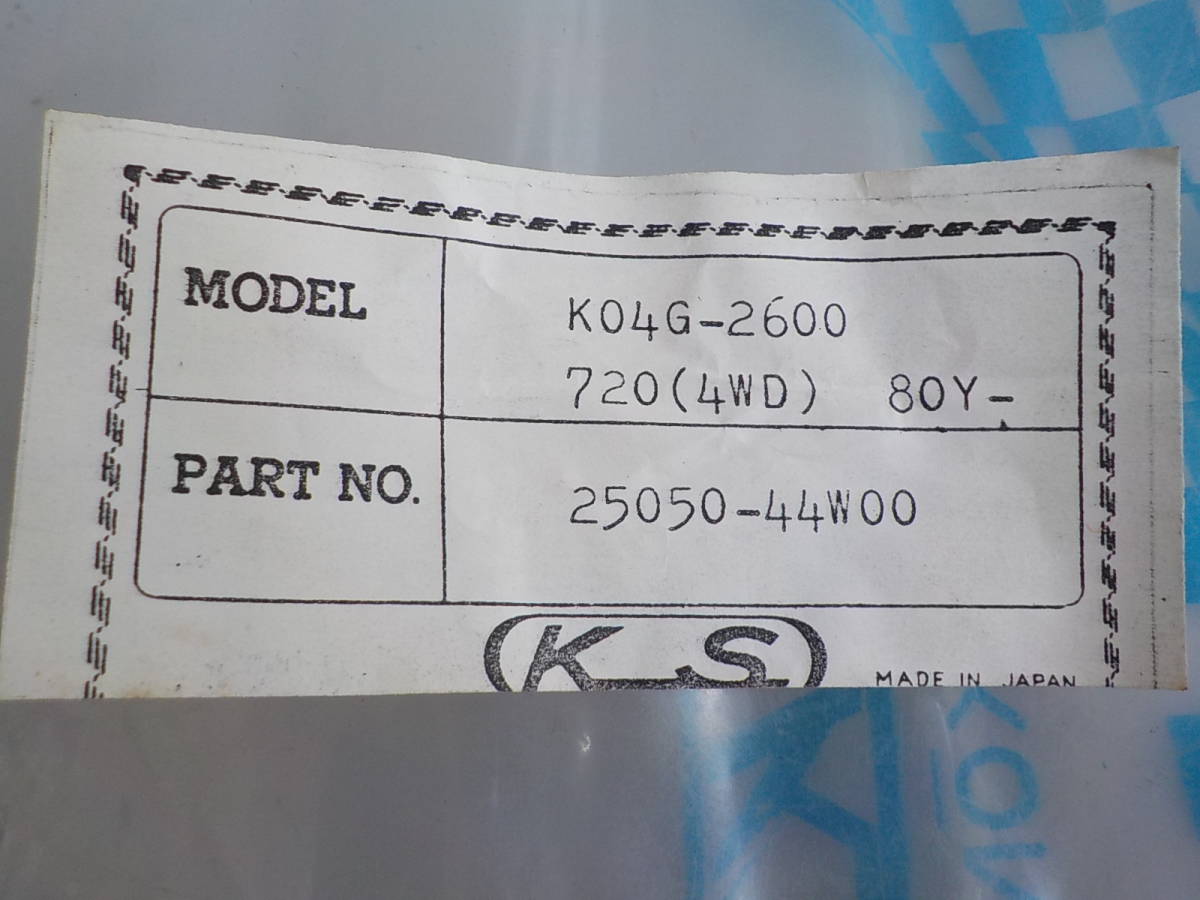 MODEL
K04G-2600
720(4WD) 80Y-
PART NO.
25050-44W00
KS
MADE IN JAPAN